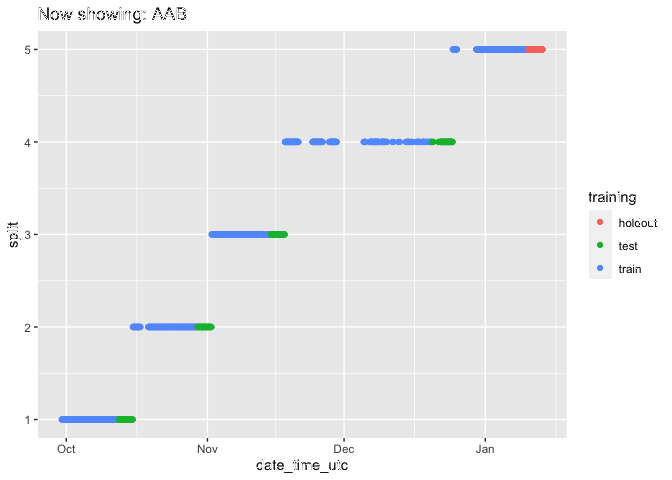 Now showing: AAB
5
4
3
2
1
split
Oct
Nov
Dec
Jan
date_time_utc
training
holdout
test
train